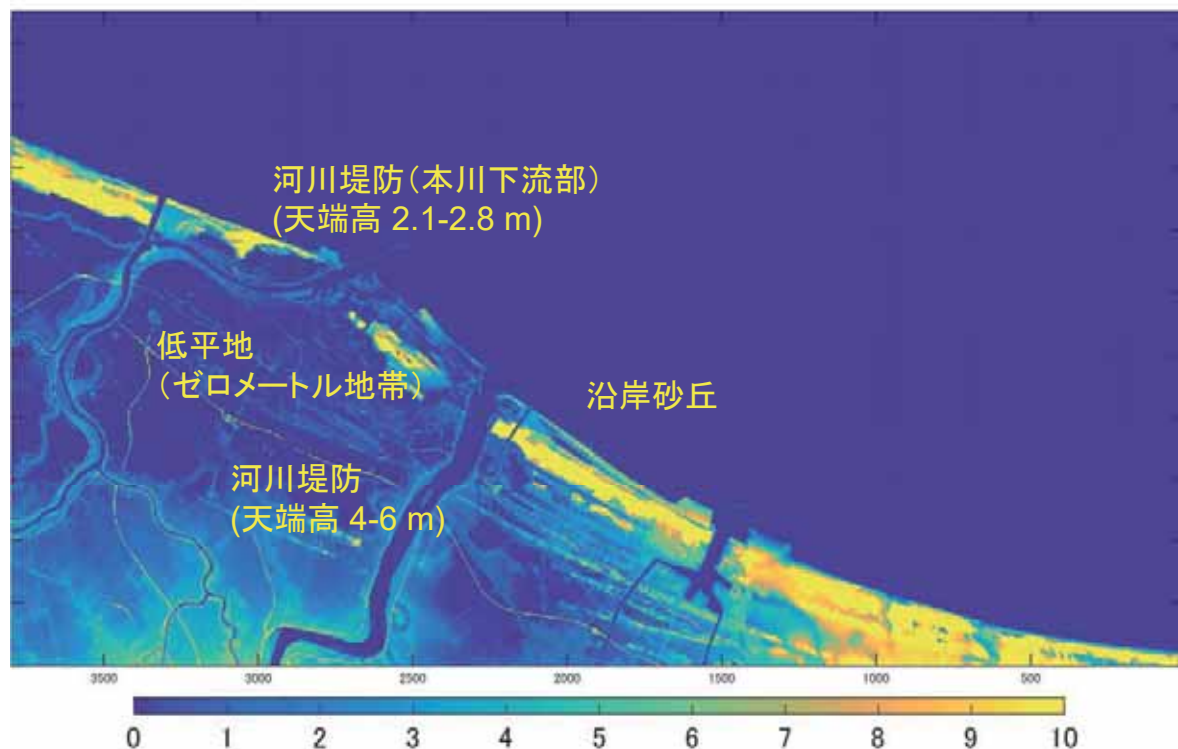 河川堤防(本川下流部)
(天端高 2.1-2.8 m)
低平地
(ゼロメートル地帯)
沿岸砂丘
河川堤防
(天端高 4-6 m)
3500 3000 2500 2000 1500 1000 500
0 1 2 3 4 5 6 7 8 9 10